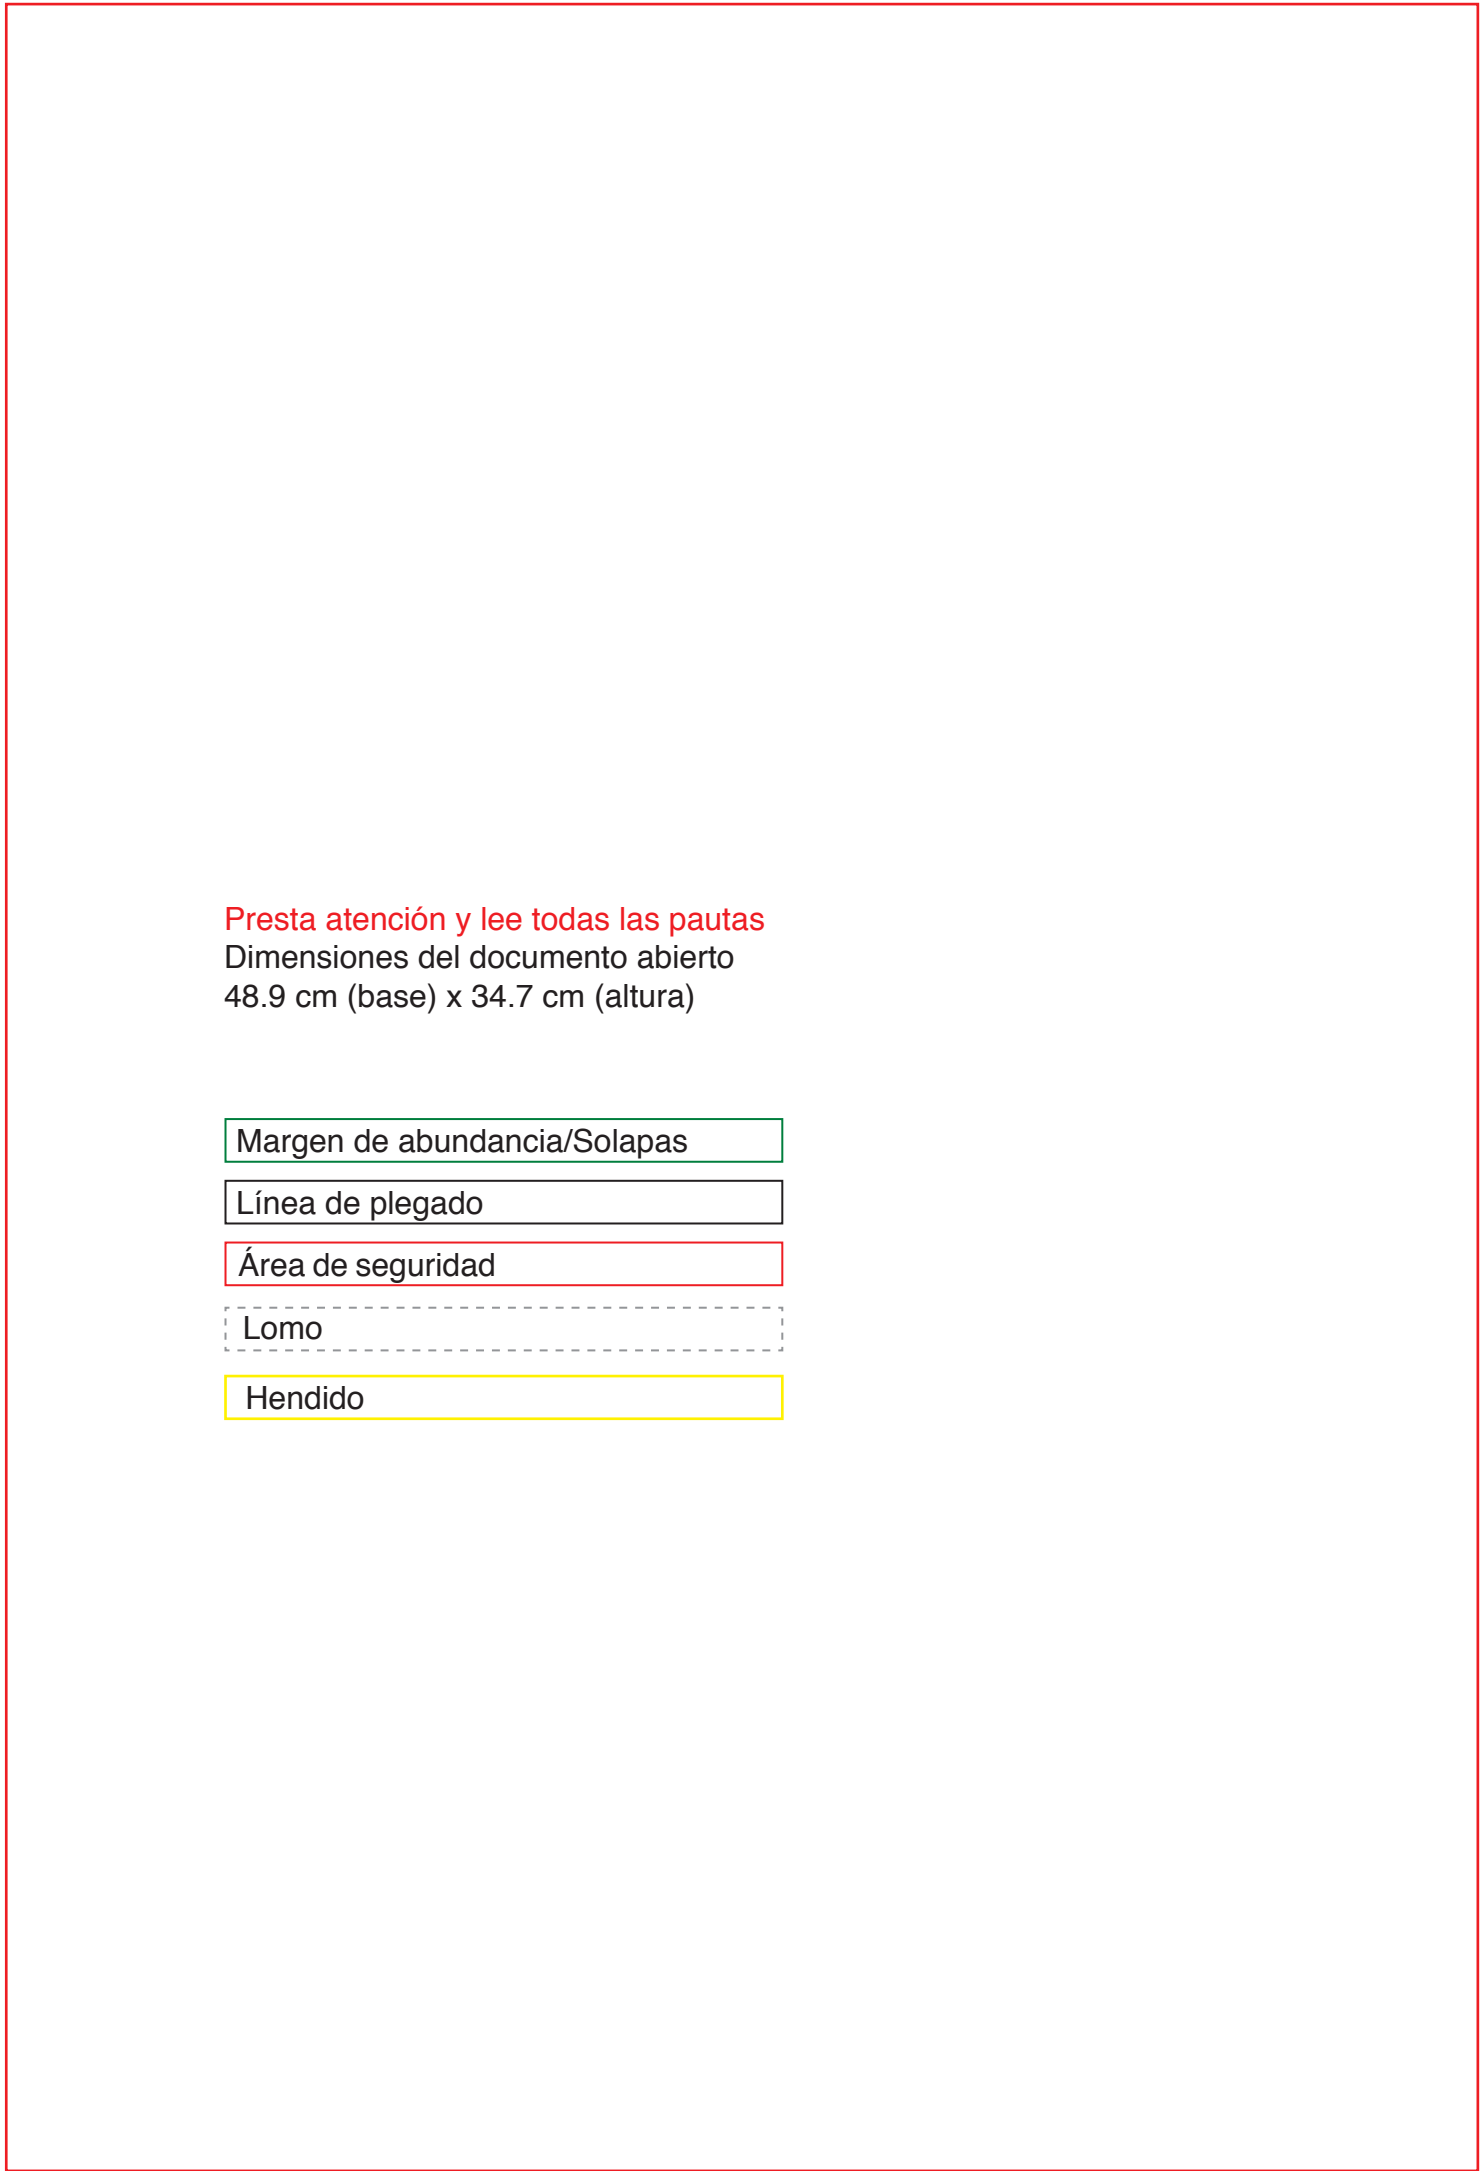 Presta atención y lee todas las pautas
Dimensiones del documento abierto
48.9 cm (base) x 34.7 cm (altura)
Margen de abundancia/Solapas
Línea de plegado
Área de seguridad
Lomo
Hendido